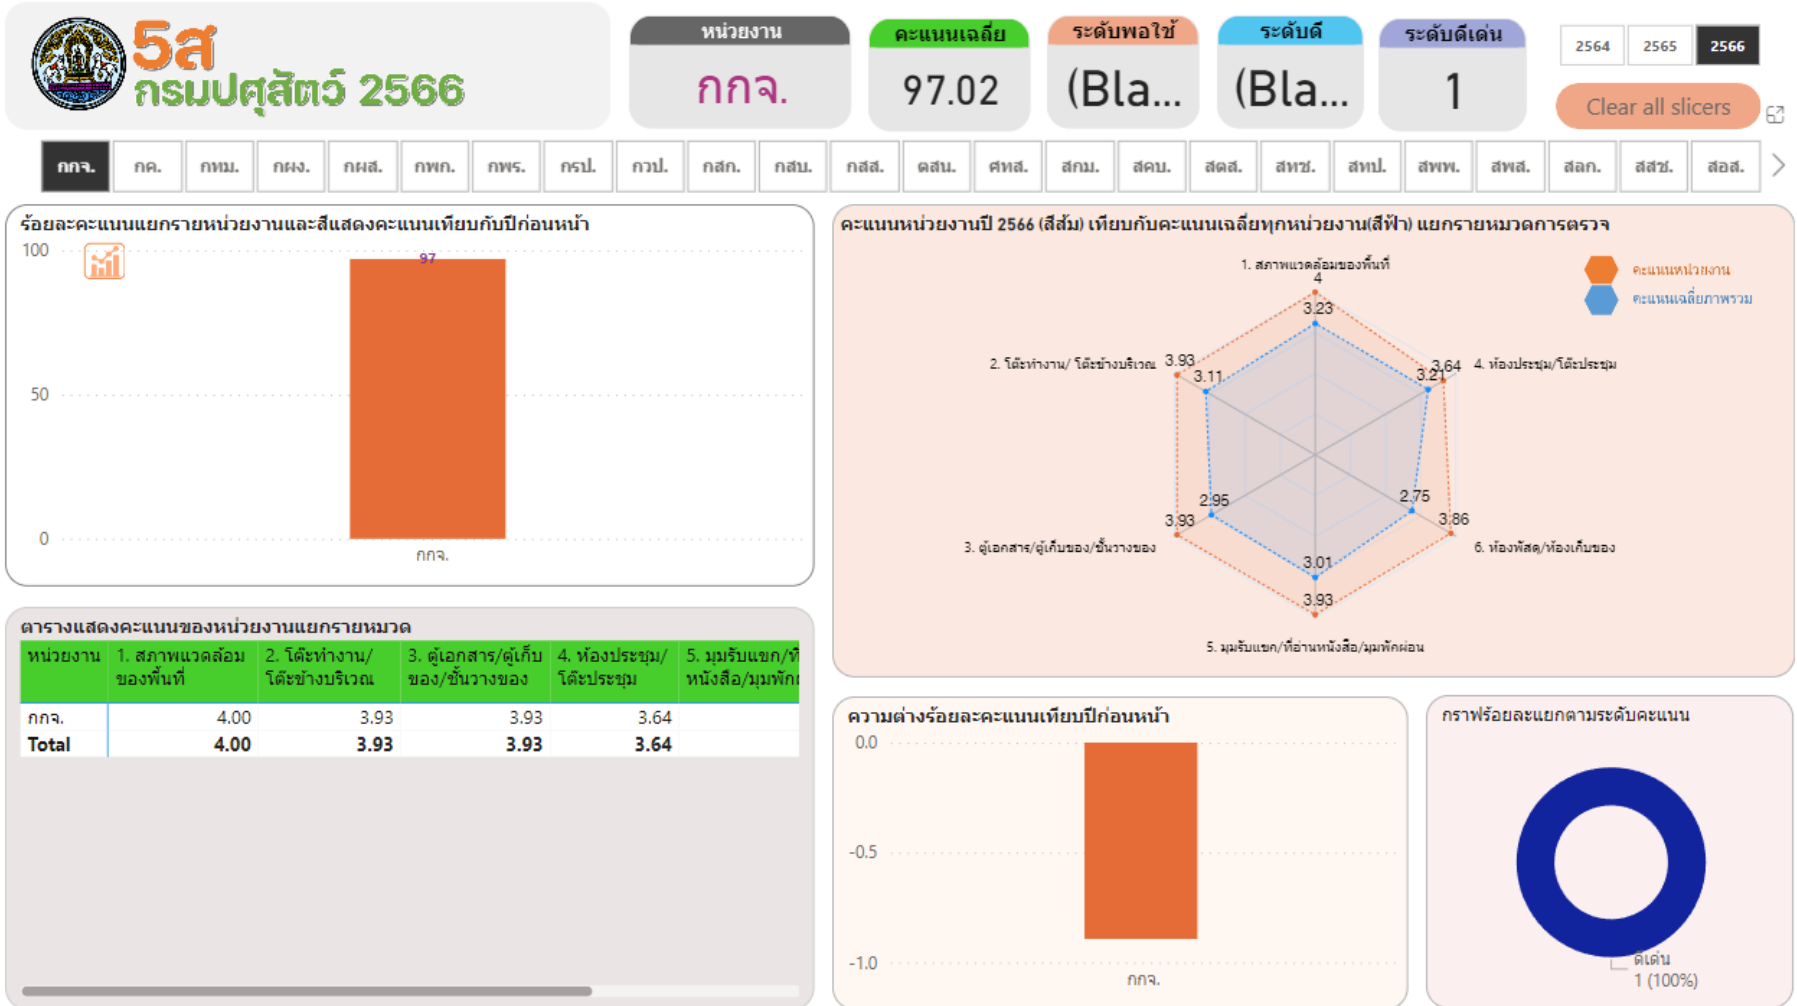 5ส
กรมปศุสัตว์ 2566
หน่วยงาน
กกจ.
คะแนนเฉลี่ย
97.02
ระดับพอใช้
(Bla...
ระดับดี
(Bla...
ระดับดีเด่น
1
2564 2565 2566
Clear all slicers
กกจ. กค. กทม. กผง. กผส. กพก. กพร. กรป. กวป. กสก. กสบ. กสส. ตสน. ศทส. สกม. สคบ. สตส. สทช. สทป. สพพ. สพส. สลก. สสช. สอส.
ร้อยละคะแนนแยกรายหน่วยงานและสีแสดงคะแนนเทียบกับปีก่อนหน้า
100
97
50
0
กกจ.
คะแนนหน่วยงานปี 2566 (สีส้ม) เทียบกับคะแนนเฉลี่ยทุกหน่วยงาน(สีฟ้า) แยกรายหมวดการตรวจ
คะแนนหน่วยงาน
คะแนนเฉลี่ยภาพรวม
1. สภาพแวดล้อมของพื้นที่
4
3.23
2. โต๊ะทำงาน/ โต๊ะข้างบริเวณ 3.93
3.11
3.64 4. ห้องประชุม/โต๊ะประชุม
3.21
2.95
3.93
3. ตู้เอกสาร/ตู้เก็บของ/ชั้นวางของ
2.75
3.86
6. ห้องพัสดุ/ห้องเก็บของ
3.01
3.93
5. มุมรับแขก/ที่อ่านหนังสือ/มุมพักผ่อน
ตารางแสดงคะแนนของหน่วยงานแยกรายหมวด
หน่วยงาน 1. สภาพแวดล้อม 2. โต๊ะทำงาน/ 3. ตู้เอกสาร/ตู้เก็บ 4. ห้องประชุม/ 5. มุมรับแขก/ที่
ของพื้นที่ โต๊ะข้างบริเวณ ของ/ชั้นวางของ โต๊ะประชุม หนังสือ/มุมพัก
กกจ. 4.00 3.93 3.93 3.64
Total 4.00 3.93 3.93 3.64
ความต่างร้อยละคะแนนเทียบปีก่อนหน้า
0.0
-0.5
-1.0
กกจ.
กราฟร้อยละแยกตามระดับคะแนน
ดีเด่น
1 (100%)